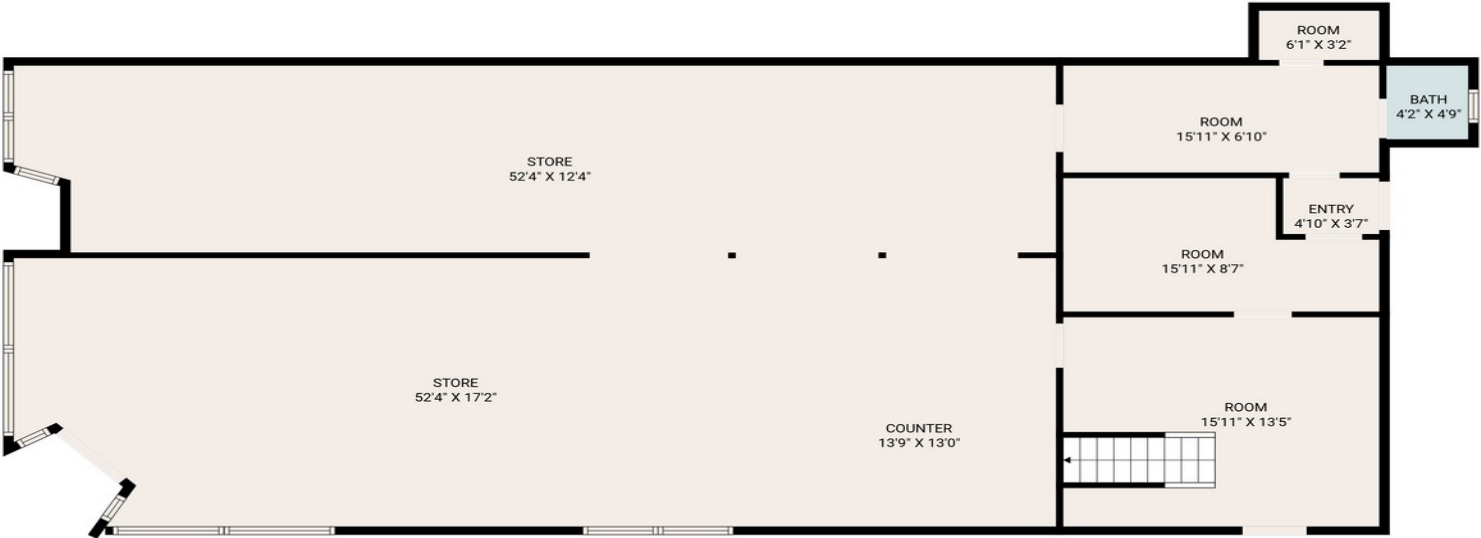 ROOM
6'1" X 3'2"
BATH
4'2" X 4'9"
ROOM
15'11" X 6'10"
STORE
52'4" X 12'4"
ENTRY
4'10" X 3'7"
ROOM
15'11" X 8'7"
STORE
52'4" X 17'2"
COUNTER
13'9" X 13'0"
ROOM
15'11" X 13'5"